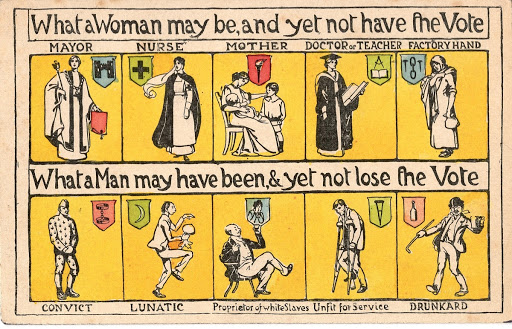 What a Woman may be, and yet not have the Vote
MAYOR NURSE MOTHER DOCTOR or TEACHER FACTORY HAND
What a Man may have been, & yet not lose the Vote
CONVICT LUNATIC Proprietor of white Slaves Unfit for Service DRUNKARD